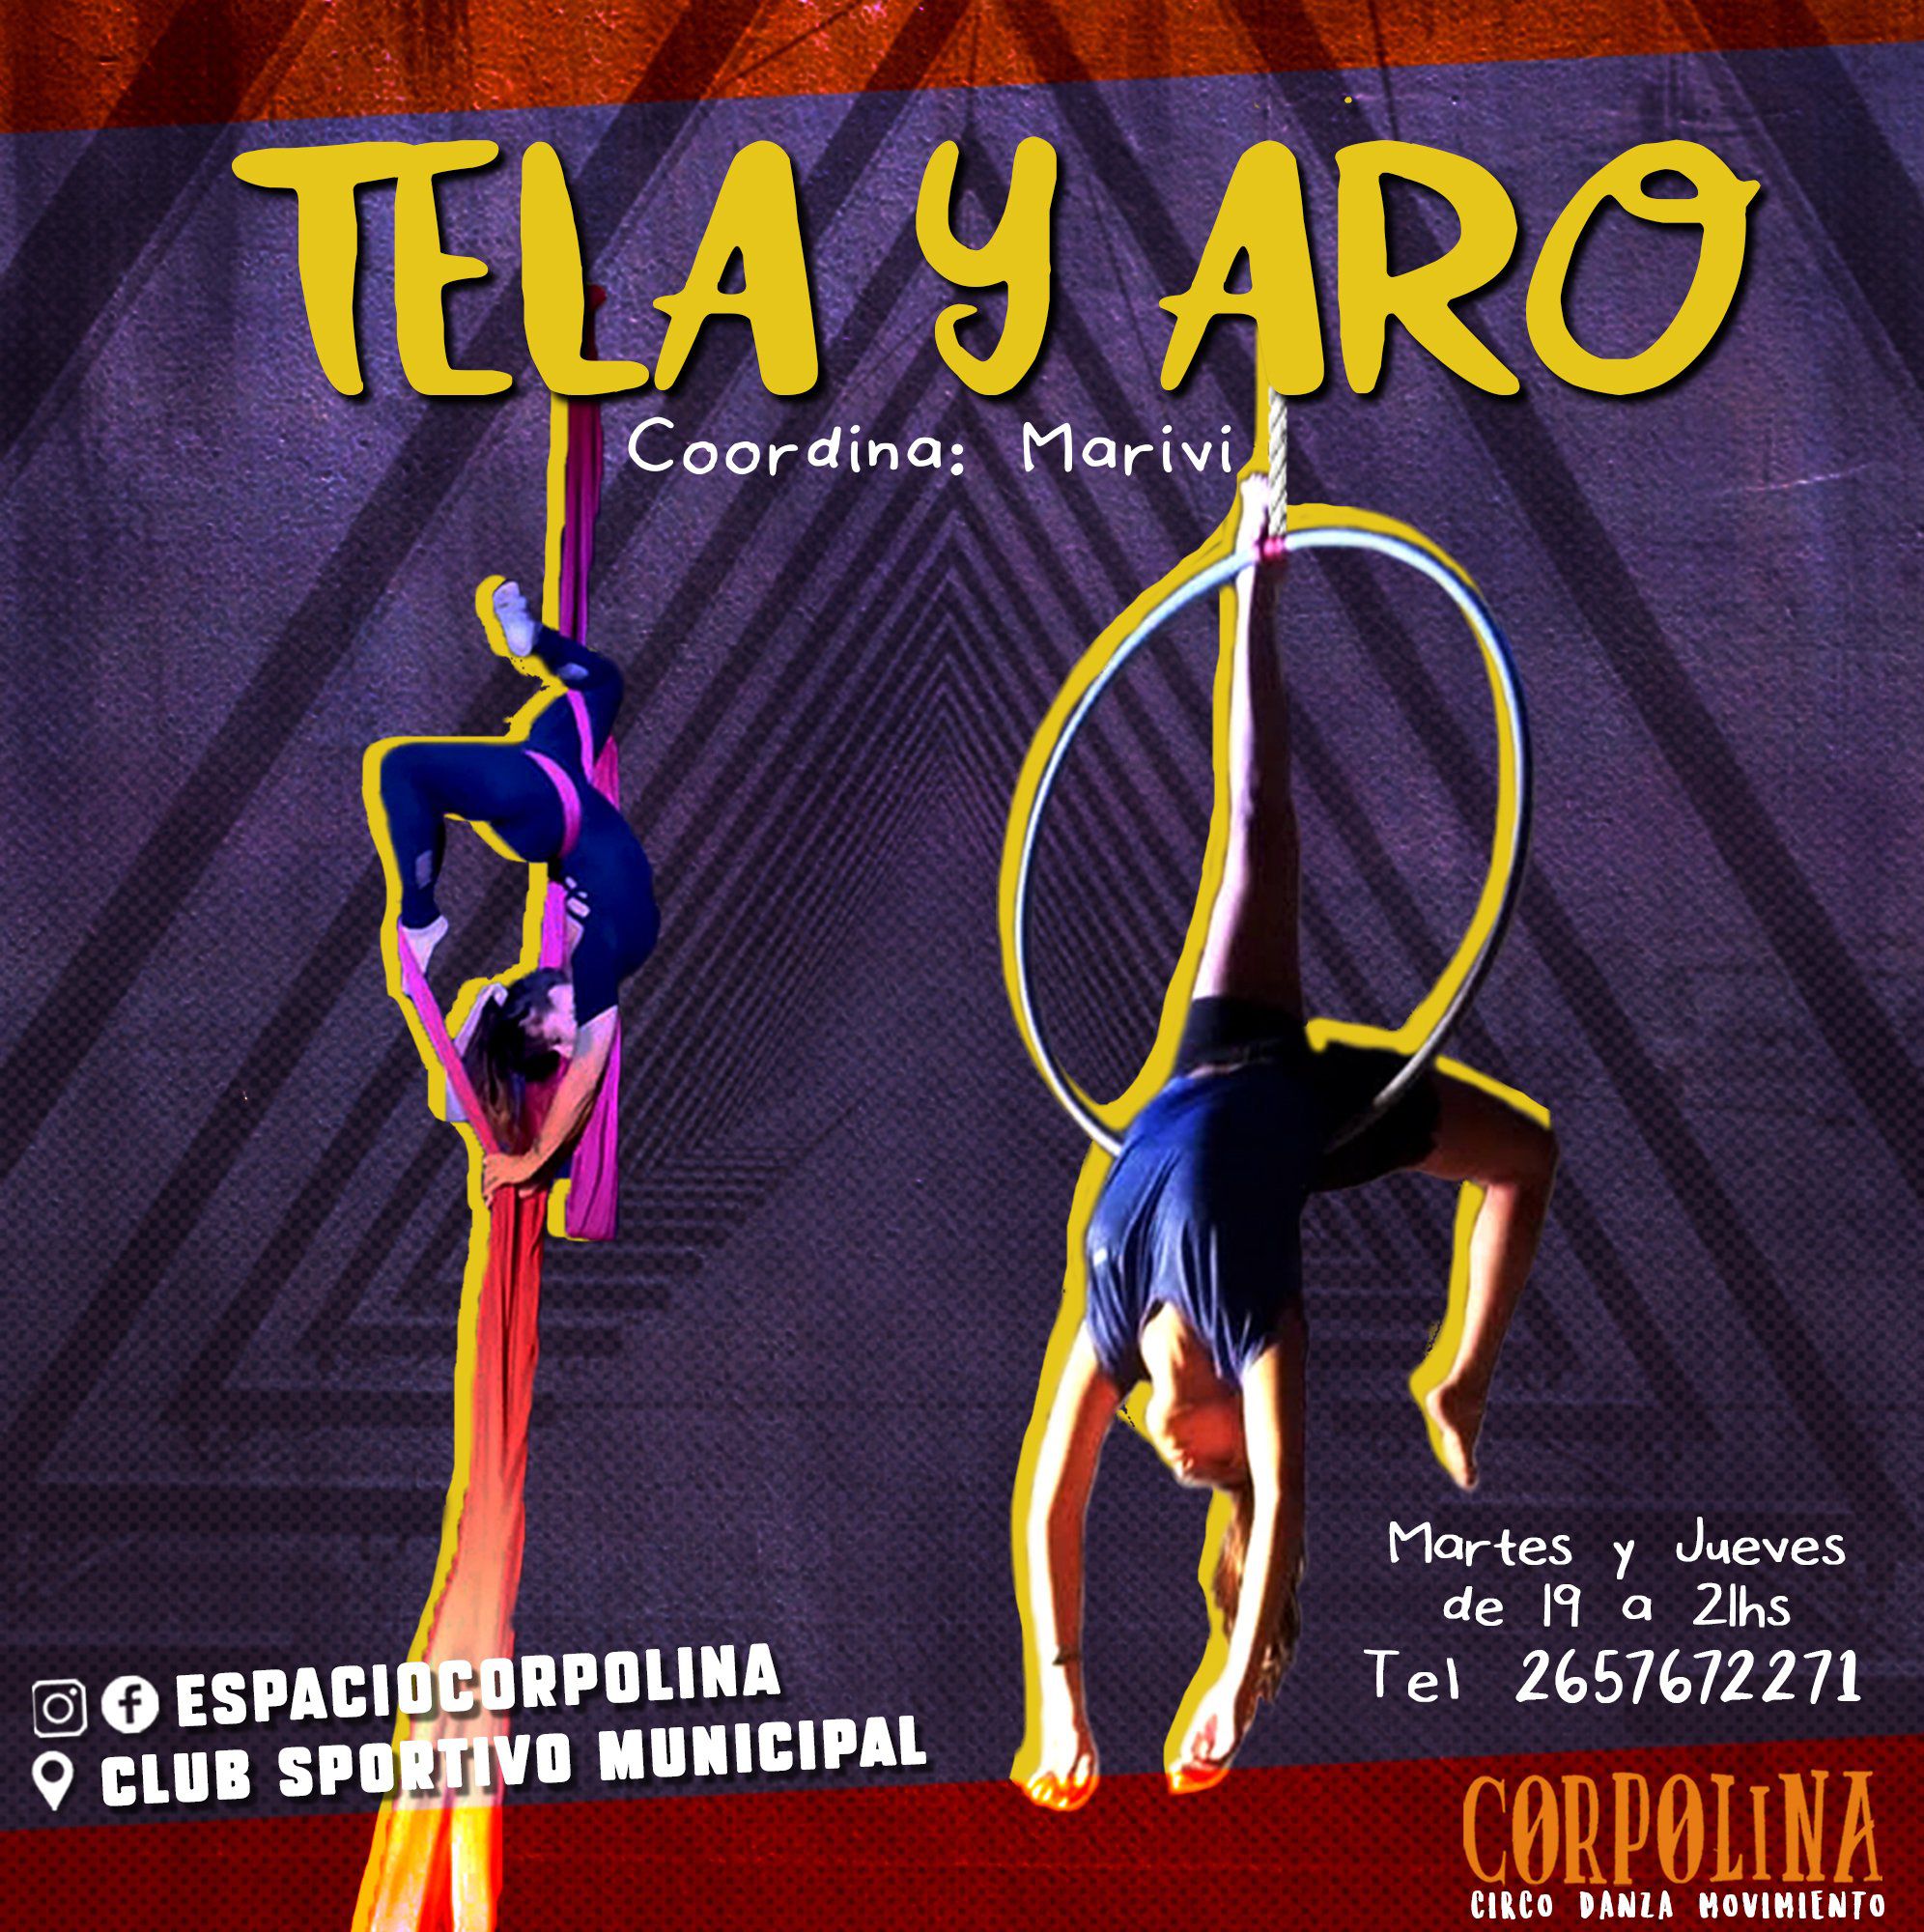 TELA Y ARO
Coordina: Marivi
Martes y Jueves
de 19 a 21hs
Tel 2657672271
ESPACIOCORPOLINA
CLUB SPORTIVO MUNICIPAL
CORPOLiNA
CIRCO DANZA MOVIMIENTO